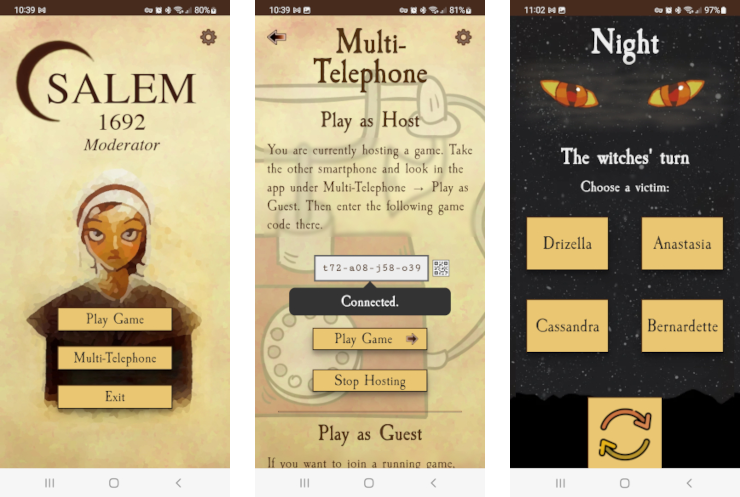 10:39
80%
SALEM
1692
Moderator
Play Game
Multi-Telephone
Exit
10:39
81%
Multi-
Telephone
Play as Host
You are currently hosting a game. Take
the other smartphone and look in the
app under Multi-Telephone → Play as
Guest. Then enter the following game
code there.
t72-a08-j58-o39
Connected.
Play Game
Stop Hosting
Play as Guest
If you want to join a running game,
11:02
97%
Night
The witches' turn
Choose a victim:
Drizella
Anastasia
Cassandra
Bernardette